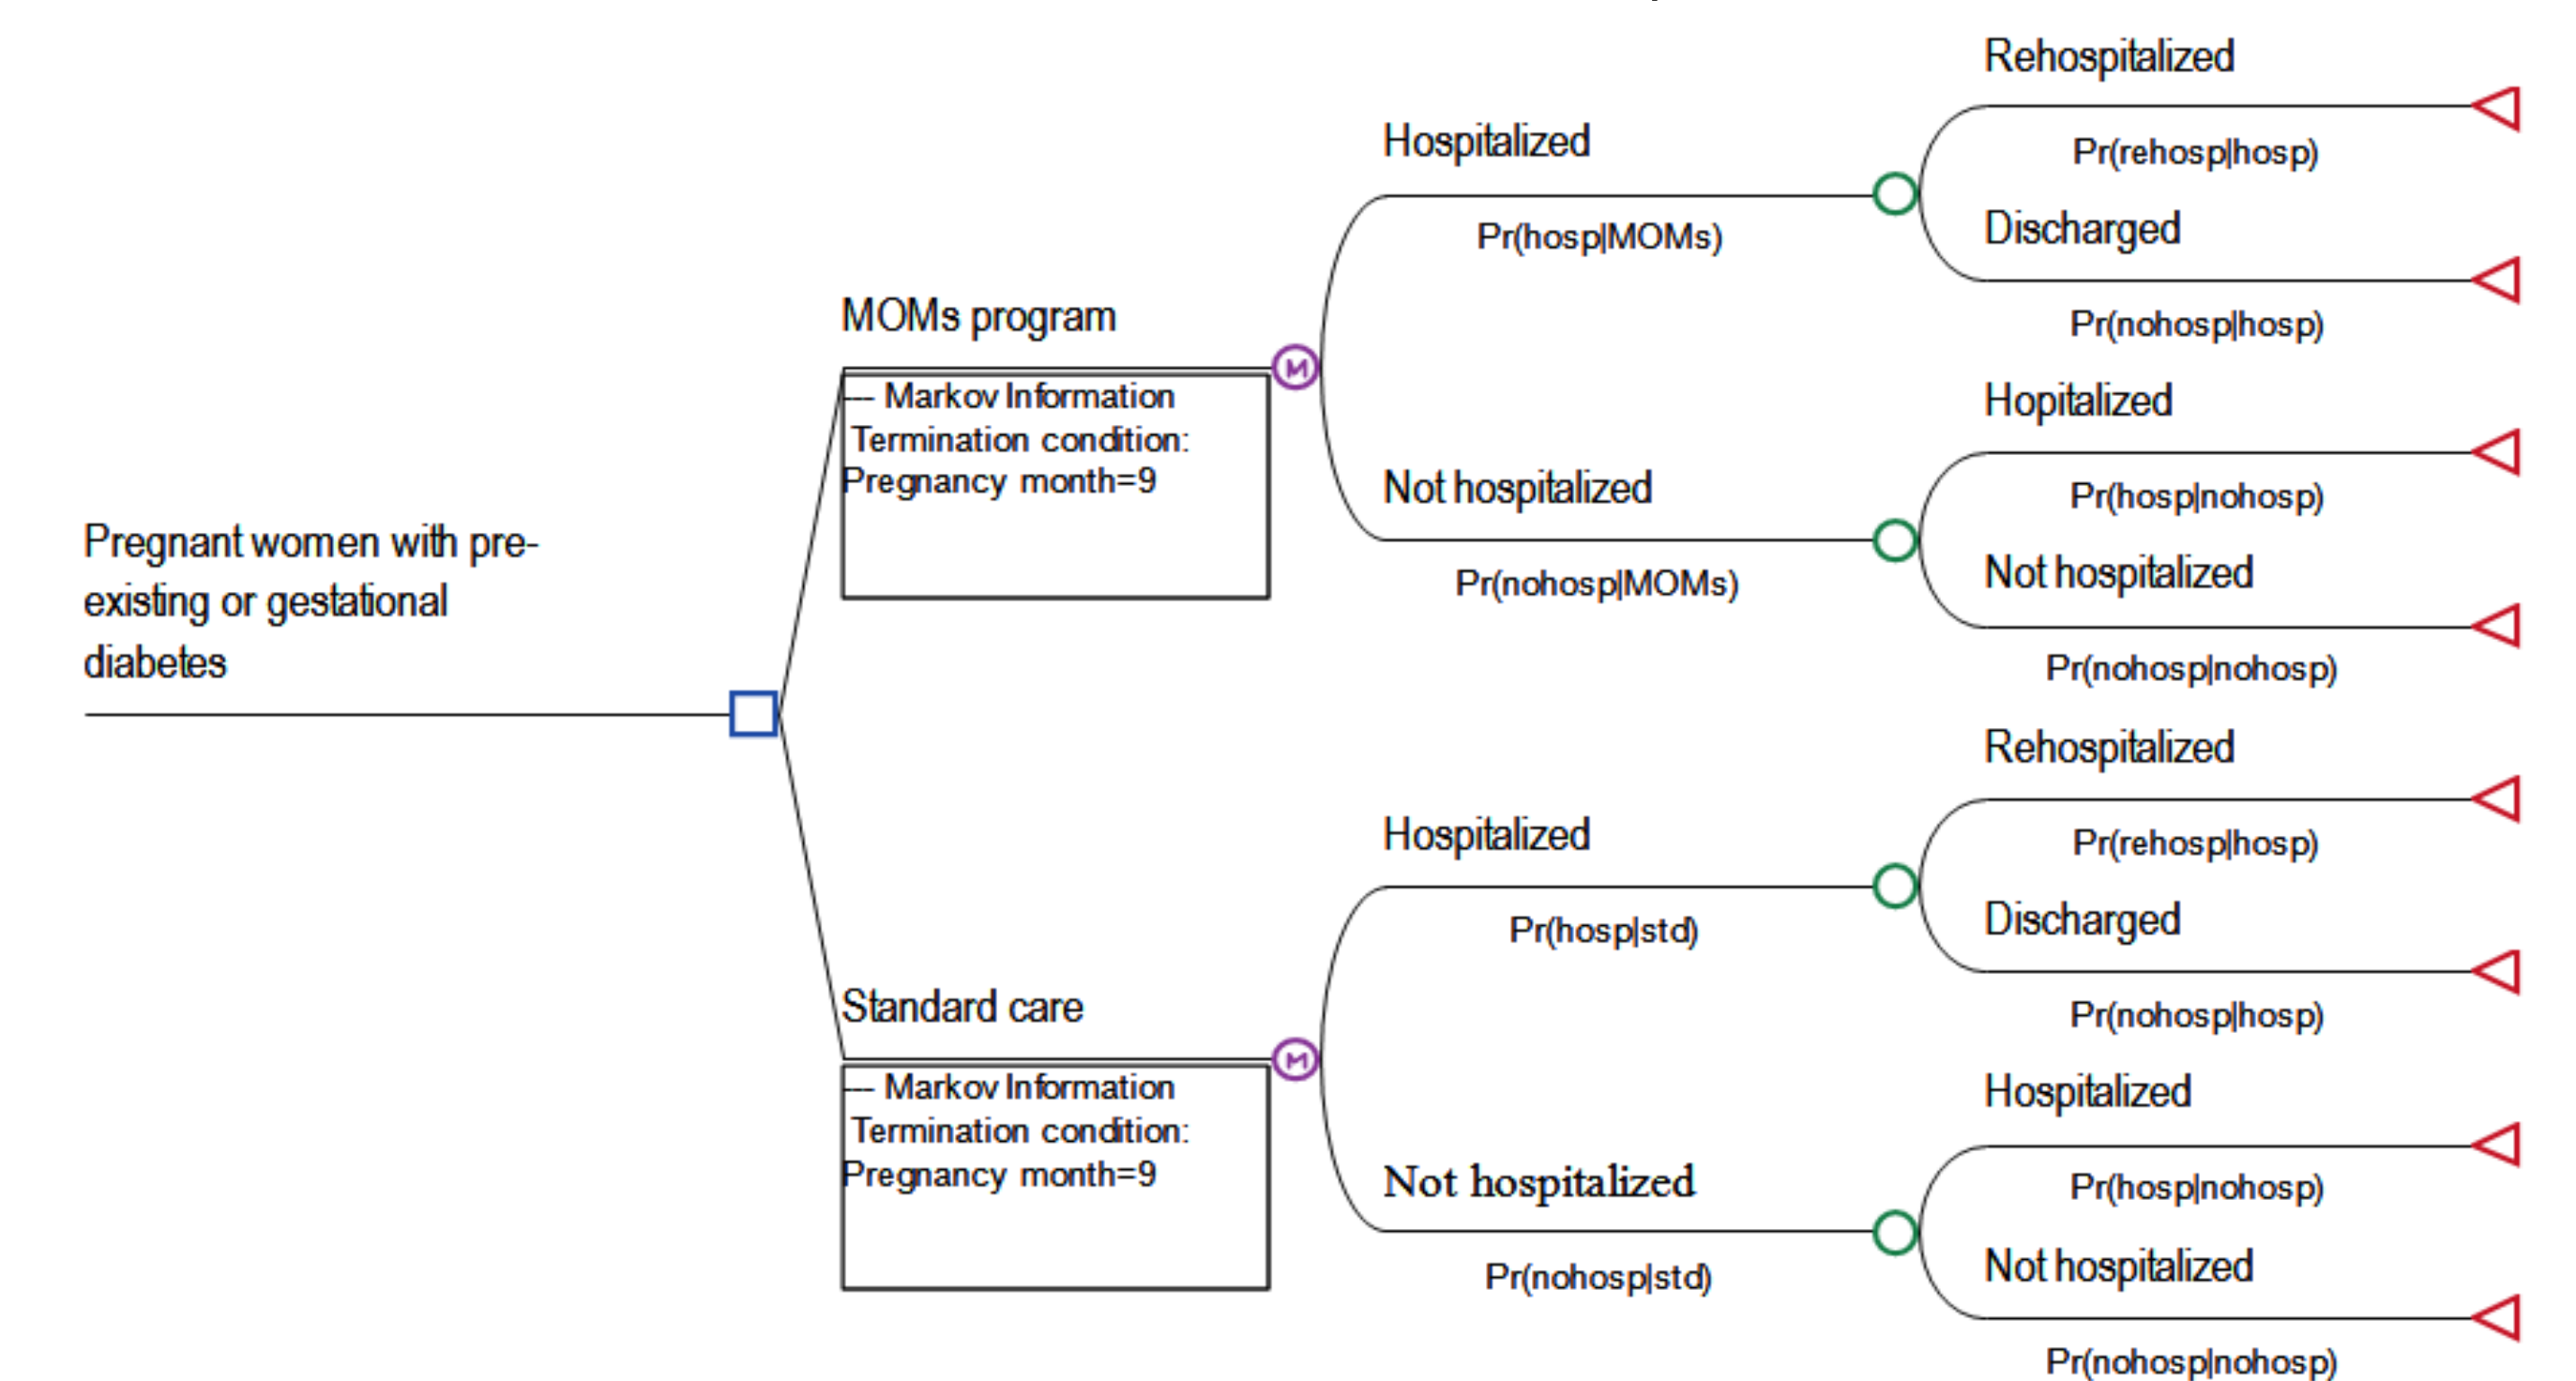 Pregnant women with pre-
existing or gestational
diabetes
MOMs program
--- Markov Information
Termination condition:
Pregnancy month=9
Hospitalized
Pr(hosp|MOMs)
Rehospitalized
Pr(rehosp|hosp)
Discharged
Pr(nohosp|hosp)
Not hospitalized
Pr(nohosp|MOMs)
Hopitalized
Pr(hosp|nohosp)
Not hospitalized
Pr(nohosp|nohosp)
Standard care
--- Markov Information
Termination condition:
Pregnancy month=9
Hospitalized
Pr(hosp|std)
Rehospitalized
Pr(rehosp|hosp)
Discharged
Pr(nohosp|hosp)
Not hospitalized
Pr(nohosp|std)
Hospitalized
Pr(hosp|nohosp)
Not hospitalized
Pr(nohosp|nohosp)